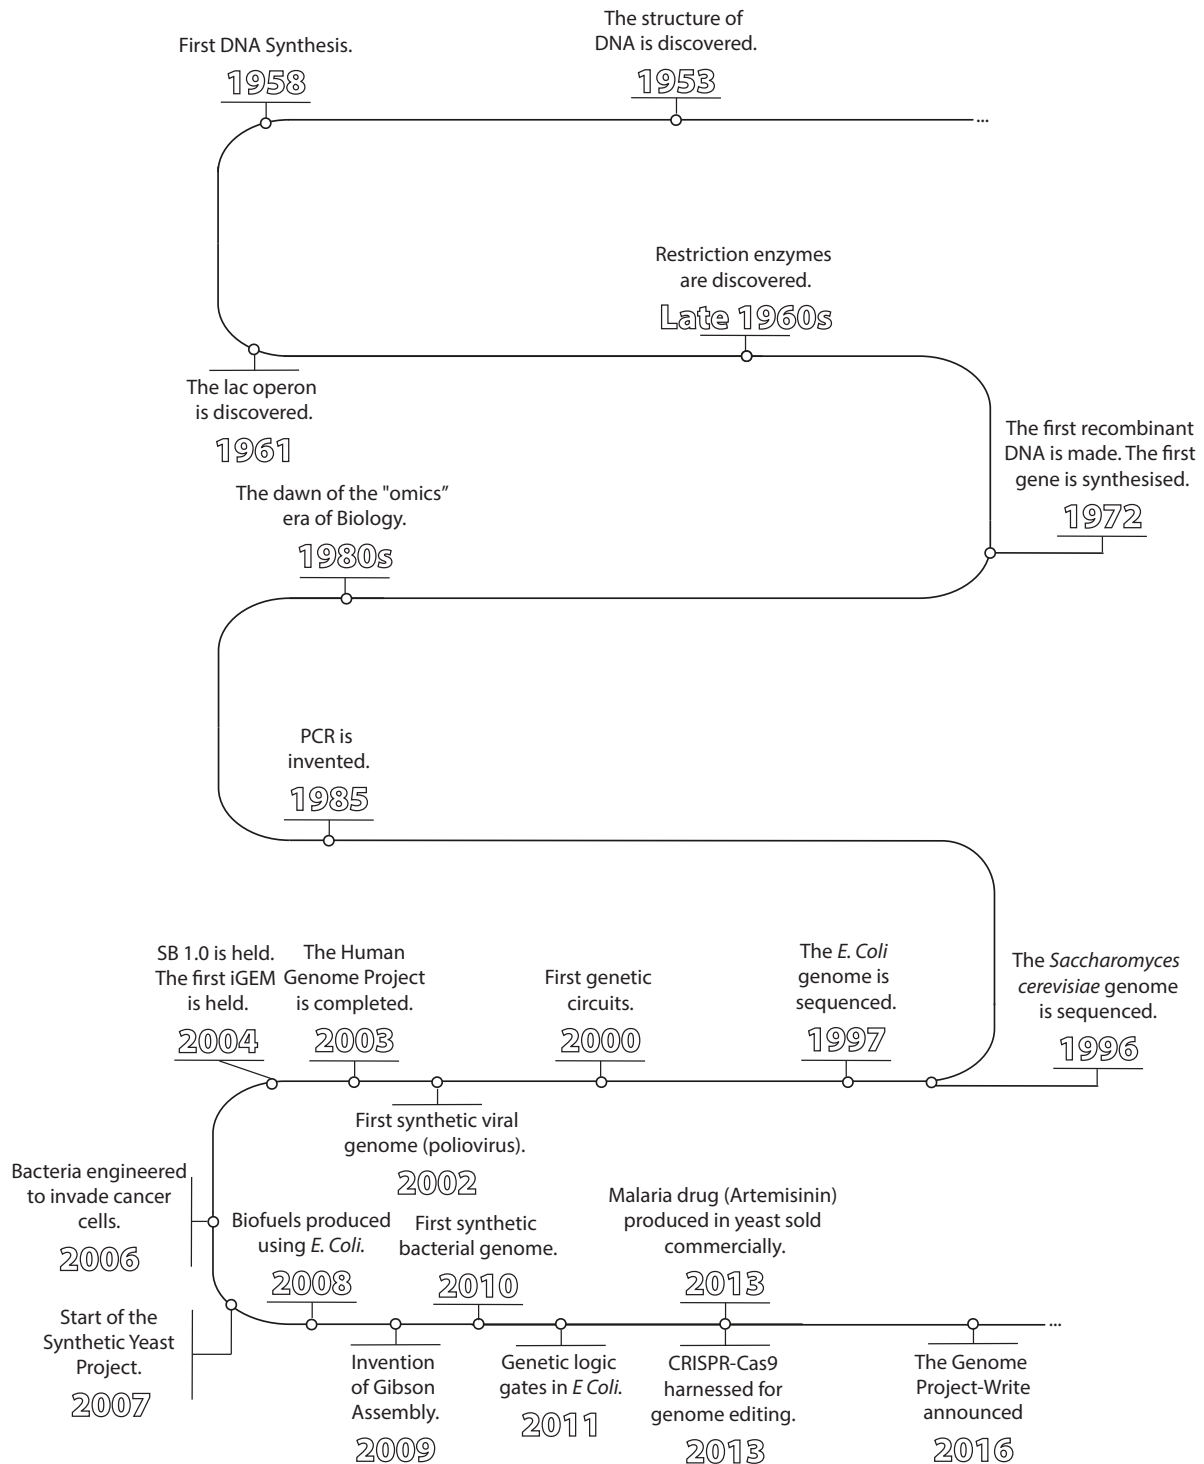 The structure of
DNA is discovered.
1953
...
First DNA Synthesis.
1958
The lac operon
is discovered.
1961
Restriction enzymes
are discovered.
Late 1960s
The first recombinant
DNA is made. The first
gene is synthesised.
1972
The dawn of the "omics”
era of Biology.
1980s
PCR is
invented.
1985
The Saccharomyces
cerevisiae genome
is sequenced.
1996
The E. Coli
genome is
sequenced.
1997
First genetic
circuits.
2000
First synthetic viral
genome (poliovirus).
2002
The Human
Genome Project
is completed.
2003
SB 1.0 is held.
The first iGEM
is held.
2004
Bacteria engineered
to invade cancer
cells.
2006
Start of the
Synthetic Yeast
Project.
2007
Biofuels produced
using E. Coli.
2008
Invention
of Gibson
Assembly.
2009
First synthetic
bacterial genome.
2010
Genetic logic
gates in E Coli.
2011
Malaria drug (Artemisinin)
produced in yeast sold
commercially.
2013
CRISPR-Cas9
harnessed for
genome editing.
2013
The Genome
Project-Write
announced
2016
...